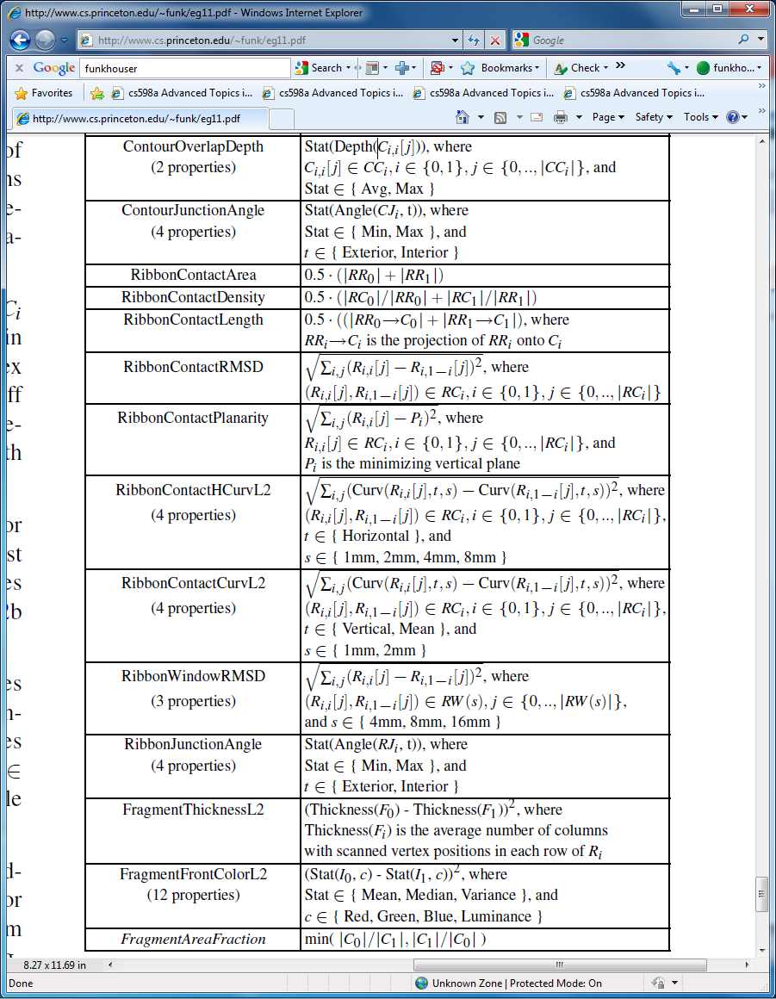 http://www.cs.princeton.edu/~funk/eg11.pdf - Windows Internet Explorer
http://www.cs.princeton.edu/~funk/eg11.pdf
Google
Google funkhouser Search Bookmarks Check funkho...
Favorites cs598a Advanced Topics i... cs598a Advanced Topics i... cs598a Advanced Topics i... cs598a Advanced Topics i...
http://www.cs.princeton.edu/~funk/eg11.pdf Page Safety Tools
ContourOverlapDepth Stat(Depth(C_{i,i}[j])), where
(2 properties) C_{i,i}[j] ∈ CC_i, i ∈ {0,1}, j ∈ {0,..,|CC_i|}, and
Stat ∈ { Avg, Max }
ContourJunctionAngle Stat(Angle(CJ_i, t)), where
(4 properties) Stat ∈ { Min, Max }, and
t ∈ { Exterior, Interior }
RibbonContactArea 0.5 · (|RR_0| + |RR_1|)
RibbonContactDensity 0.5 · (|RC_0|/|RR_0| + |RC_1|/|RR_1|)
RibbonContactLength 0.5 · ((|RR_0→C_0| + |RR_1→C_1|), where
RR_i→C_i is the projection of RR_i onto C_i
RibbonContactRMSD √∑_{i,j}(R_{i,i}[j] − R_{i,1−i}[j])², where
(R_{i,i}[j], R_{i,1−i}[j]) ∈ RC_i, i ∈ {0,1}, j ∈ {0,..,|RC_i|}
RibbonContactPlanarity √∑_{i,j}(R_{i,i}[j] − P_i)², where
R_{i,i}[j] ∈ RC_i, i ∈ {0,1}, j ∈ {0,..,|RC_i|}, and
P_i is the minimizing vertical plane
RibbonContactHCurvL2 √∑_{i,j}(Curv(R_{i,i}[j],t,s) − Curv(R_{i,1−i}[j],t,s))², where
(4 properties) (R_{i,i}[j], R_{i,1−i}[j]) ∈ RC_i, i ∈ {0,1}, j ∈ {0,..,|RC_i|},
t ∈ { Horizontal }, and
s ∈ { 1mm, 2mm, 4mm, 8mm }
RibbonContactCurvL2 √∑_{i,j}(Curv(R_{i,i}[j],t,s) − Curv(R_{i,1−i}[j],t,s))², where
(4 properties) (R_{i,i}[j], R_{i,1−i}[j]) ∈ RC_i, i ∈ {0,1}, j ∈ {0,..,|RC_i|},
t ∈ { Vertical, Mean }, and
s ∈ { 1mm, 2mm }
RibbonWindowRMSD √∑_{i,j}(R_{i,i}[j] − R_{i,1−i}[j])², where
(3 properties) (R_{i,i}[j], R_{i,1−i}[j]) ∈ RW(s), j ∈ {0,..,|RW(s)|},
and s ∈ { 4mm, 8mm, 16mm }
RibbonJunctionAngle Stat(Angle(RJ_i, t)), where
(4 properties) Stat ∈ { Min, Max }, and
t ∈ { Exterior, Interior }
FragmentThicknessL2 (Thickness(F_0) - Thickness(F_1))², where
Thickness(F_i) is the average number of columns
with scanned vertex positions in each row of R_i
FragmentFrontColorL2 (Stat(I_0, c) - Stat(I_1, c))², where
(12 properties) Stat ∈ { Mean, Median, Variance }, and
c ∈ { Red, Green, Blue, Luminance }
FragmentAreaFraction min( |C_0|/|C_1|, |C_1|/|C_0| )
8.27 x 11.69 in
Done Unknown Zone | Protected Mode: On